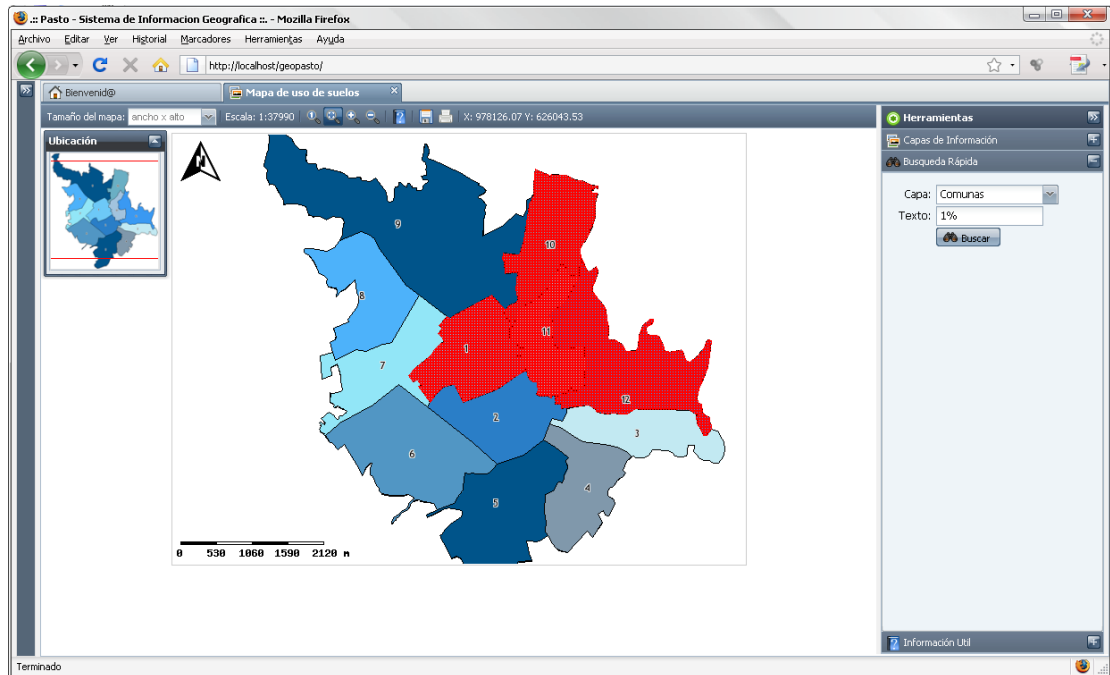 .:: Pasto - Sistema de Informacion Geografica ::. - Mozilla Firefox
Archivo Editar Ver Historial Marcadores Herramientas Ayuda
http://localhost/geopasto/
Bienvenid@ Mapa de uso de suelos
Tamaño del mapa: ancho x alto Escala: 1:37990 X: 978126.07 Y: 626043.53
Ubicación
N
Herramientas
Capas de Información
Busqueda Rápida
Capa: Comunas
Texto: 1%
Buscar
9
10
8
11
1
7
12
2
3
6
4
5
0 530 1060 1590 2120 m
Información Util
Terminado